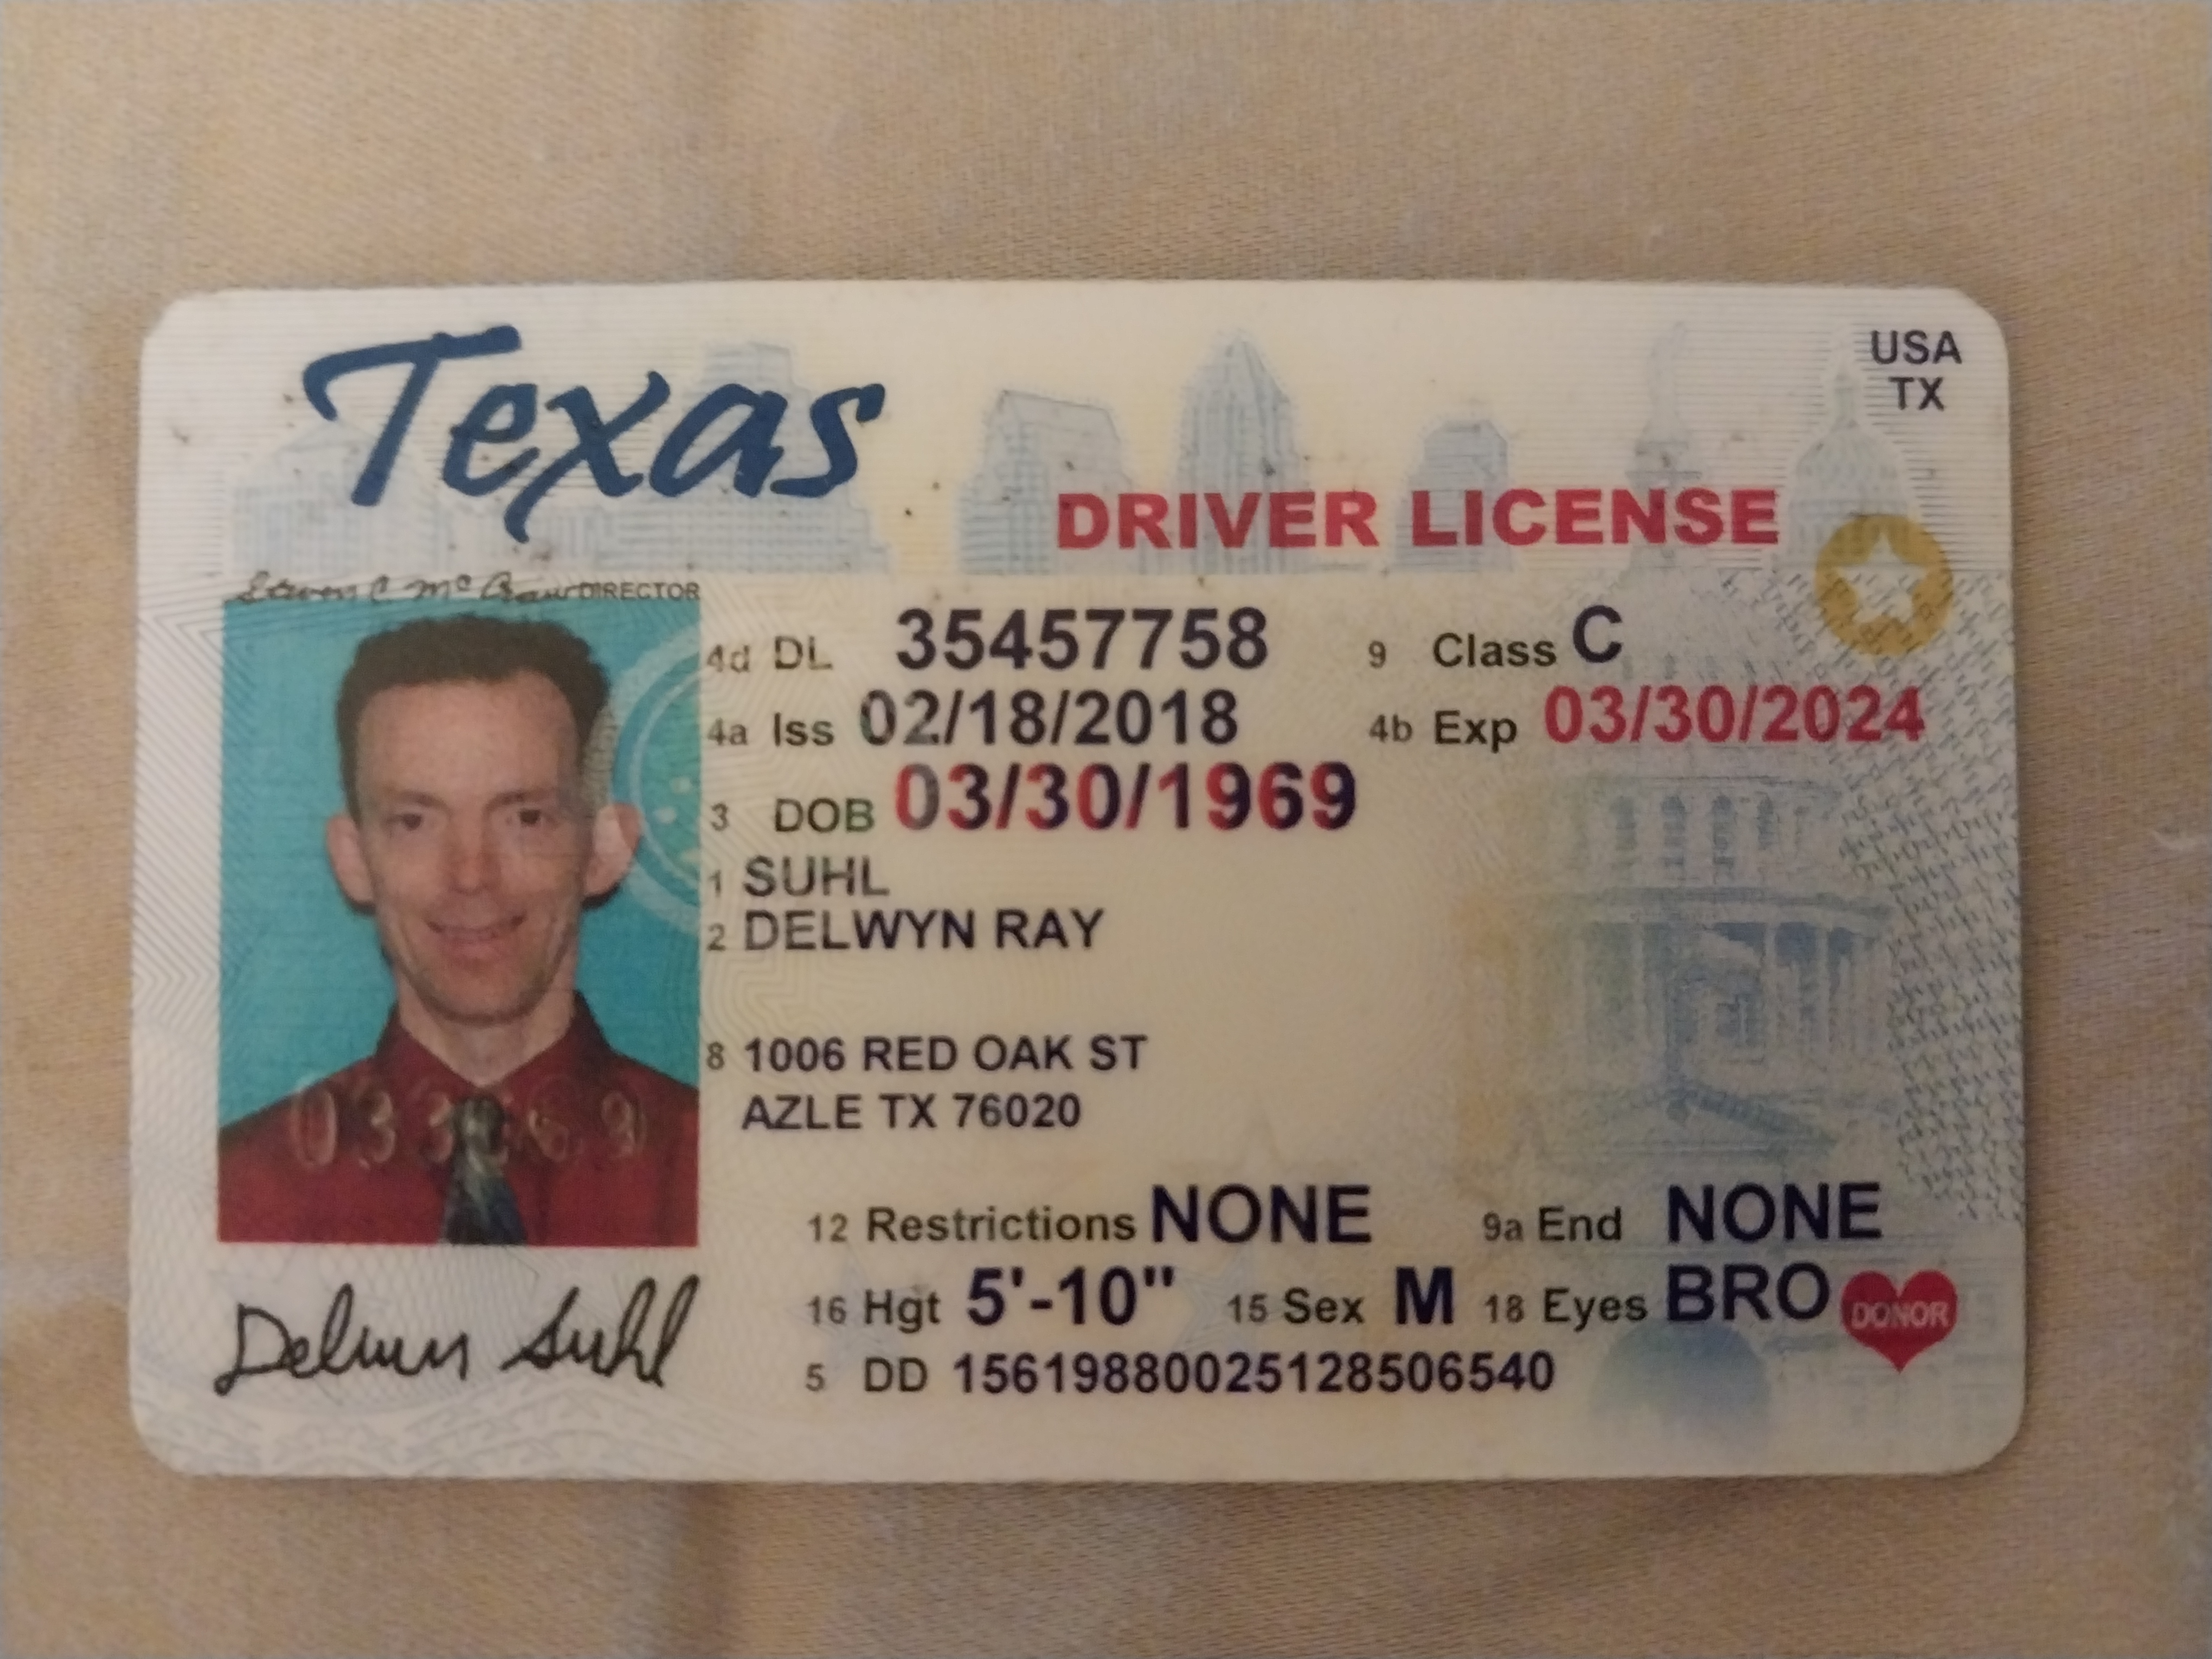 Texas
USA
TX
DRIVER LICENSE
Steven C McCraw DIRECTOR
4d DL 35457758 9 Class C
4a Iss 02/18/2018 4b Exp 03/30/2024
3 DOB 03/30/1969
1 SUHL
2 DELWYN RAY
8 1006 RED OAK ST
AZLE TX 76020
12 Restrictions NONE 9a End NONE
16 Hgt 5'-10" 15 Sex M 18 Eyes BRO DONOR
5 DD 15619880025128506540
Delwyn Suhl